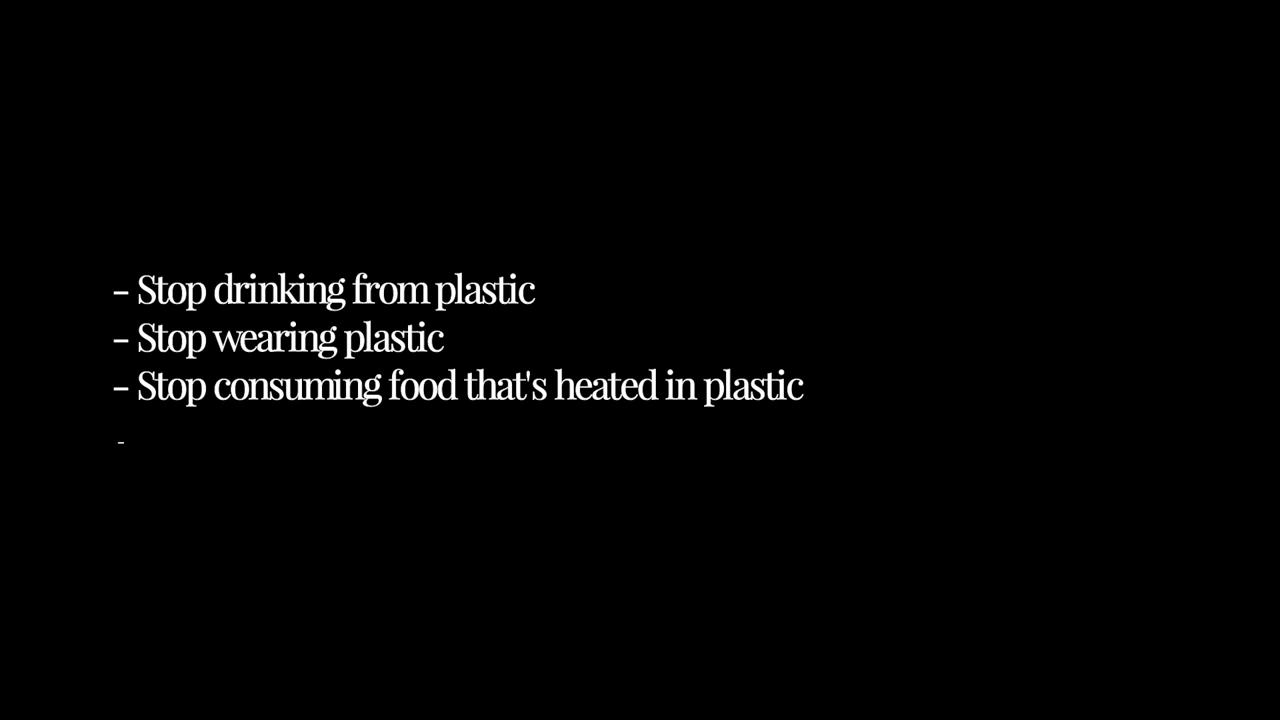 - Stop drinking from plastic
- Stop wearing plastic
- Stop consuming food that's heated in plastic
-